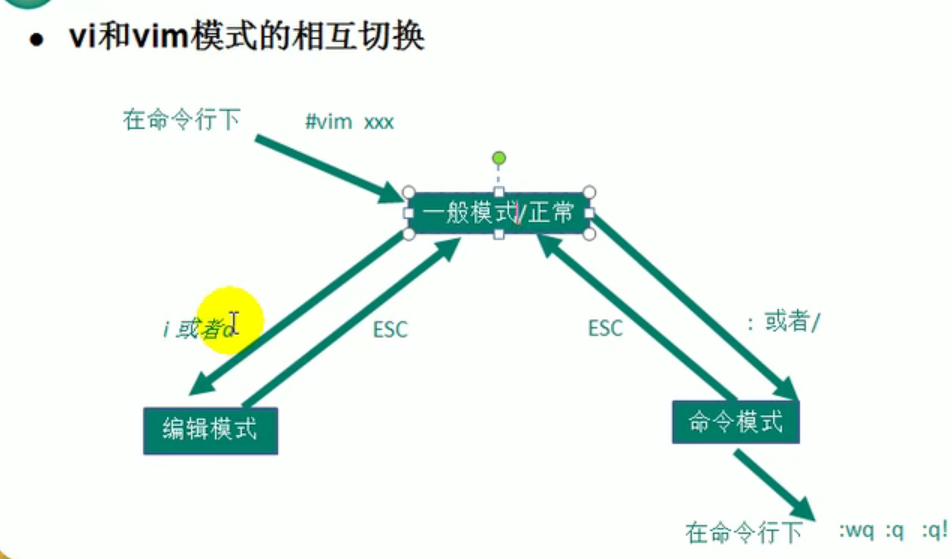 vi和vim模式的相互切换
在命令行下 #vim xxx
一般模式/正常
i 或者a
ESC
ESC
: 或者/
编辑模式
命令模式
在命令行下 :wq :q :q!